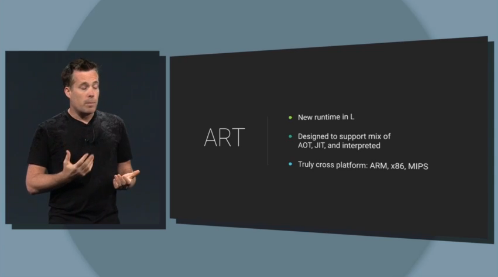 ART
New runtime in L
Designed to support mix of
AOT, JIT, and interpreted
Truly cross platform: ARM, x86, MIPS